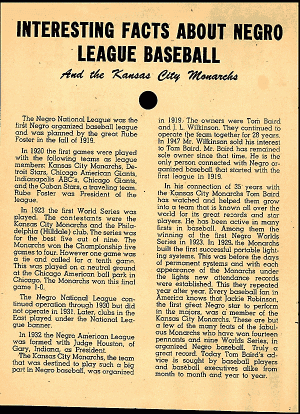 INTERESTING FACTS ABOUT NEGRO
LEAGUE BASEBALL
And the Kansas City Monarchs
The Negro National League was the
first Negro organized baseball league
and was planned by the great Rube
Foster in the fall of 1919.
In 1920 the first games were played
with the following teams as league
members: Kansas City Monarchs, De-
troit Stars, Chicago American Giants,
Indianapolis ABC's, Chicago Giants,
and the Cuban Stars, a traveling team.
Rube Foster was President of the
league.
In 1923 the first World Series was
played. The contestants were the
Kansas City Monarchs and the Phila-
delphia (Hilldale) club. The series was
for the best five out of nine. The
Monarchs won the Championship five
games to four. However one game was
a tie and called for a tenth game.
This was played on a neutral ground
at the Chicago American ball park in
Chicago. The Monarchs won this final
game 1-0.
The Negro National League con-
tinued operation through 1930 but did
not operate in 1931. Later, clubs in the
East played under the National Lea-
gue banner.
In 1932 the Negro American League
was formed with Judge Houston, of
Gary, Indiana, as President.
The Kansas City Monarchs, the team
that was destined to play such a big
part in Negro baseball, was organized
in 1919. The owners were Tom Baird
and J. L. Wilkinson. They continued to
operate the team together for 28 years.
In 1947 Mr. Wilkinson sold his interest
to Tom Baird. Mr. Baird has remained
sole owner since that time. He is the
only person connected with Negro or-
ganized baseball that started with the
first league in 1919.
In his connection of 35 years with
the Kansas City Monarchs Tom Baird
has watched and helped them grow
into a team that is known all over the
world for its great records and star
players. He has been active in many
firsts in baseball. Among them the
winning of the first Negro Worlds
Series in 1923. In 1929, the Monarchs
built the first successful portable light-
ing systems. This was before the days
of permanent systems and with each
appearance of the Monarchs under
the lights new attendance records
were established. This they repeated
year after year. Every baseball fan in
America knows that Jackie Robinson,
the first great Negro star to perform
in the majors, was a member of the
Kansas City Monarchs. These are but
a few of the many feats of the fabul-
ous Monarchs who have won fourteen
pennants and nine Worlds Series. In
organized Negro baseball. Truly a
great record. Today Tom Baird's ad-
vice is sought by baseball players
and baseball executives alike from
month to month and year to year.